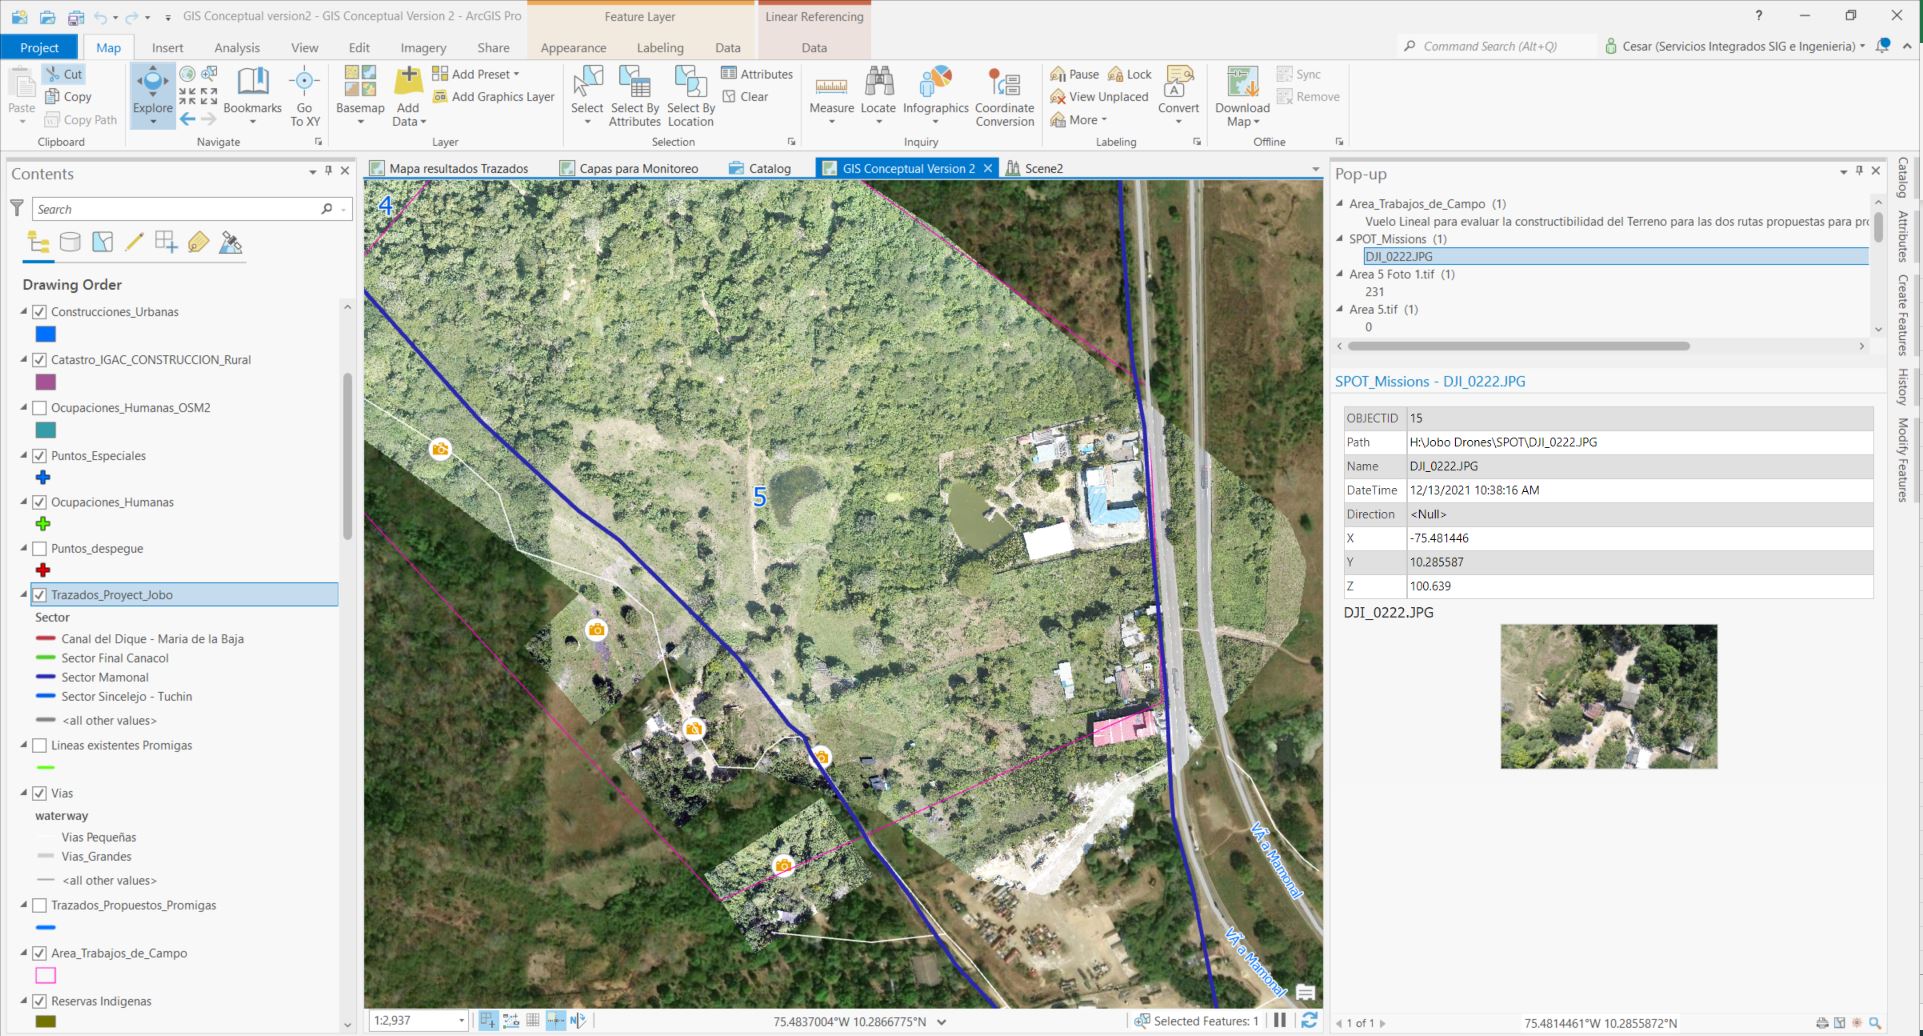 GIS Conceptual version2 - GIS Conceptual Version 2 - ArcGIS Pro
Feature Layer
Linear Referencing
?
Project
Map
Insert
Analysis
View
Edit
Imagery
Share
Appearance
Labeling
Data
Data
Command Search (Alt+Q)
Cesar (Servicios Integrados SIG e Ingenieria)
Paste
Cut
Copy
Copy Path
Clipboard
Explore
Bookmarks
Go To XY
Navigate
Basemap
Add Data
Add Preset
Add Graphics Layer
Layer
Select
Select By Attributes
Select By Location
Attributes
Clear
Selection
Measure
Locate
Infographics
Coordinate Conversion
Inquiry
Pause
Lock
View Unplaced
More
Convert
Labeling
Download Map
Sync
Remove
Offline
Contents
Search
Drawing Order
Construcciones_Urbanas
Catastro_IGAC_CONSTRUCCION_Rural
Ocupaciones_Humanas_OSM2
Puntos_Especiales
Ocupaciones_Humanas
Puntos_despegue
Trazados_Proyect_Jobo
Sector
Canal del Dique - Maria de la Baja
Sector Final Canacol
Sector Mamonal
Sector Sincelejo - Tuchin
<all other values>
Lineas existentes Promigas
Vias
waterway
Vias Pequeñas
Vias_Grandes
<all other values>
Trazados_Propuestos_Promigas
Area_Trabajos_de_Campo
Reservas Indigenas
Mapa resultados Trazados
Capas para Monitoreo
Catalog
GIS Conceptual Version 2
Scene2
4
5
VÃa Mamonal
VÃa Mamonal
1:2,937
75.4837004°W 10.2866775°N
Selected Features: 1
Pop-up
Area_Trabajos_de_Campo (1)
Vuelo Lineal para evaluar la constructibilidad del Terreno para las dos rutas propuestas para pro
SPOT_Missions (1)
DJI_0222.JPG
Area 5 Foto 1.tif (1)
231
Area 5.tif (1)
0
SPOT_Missions - DJI_0222.JPG
OBJECTID 15
Path H:\Jobo Drones\SPOT\DJI_0222.JPG
Name DJI_0222.JPG
DateTime 12/13/2021 10:38:16 AM
Direction <Null>
X -75.481446
Y 10.285587
Z 100.639
DJI_0222.JPG
1 of 1
75.4814461°W 10.2855872°N
Catalog
Attributes
Create Features
History
Modify Features